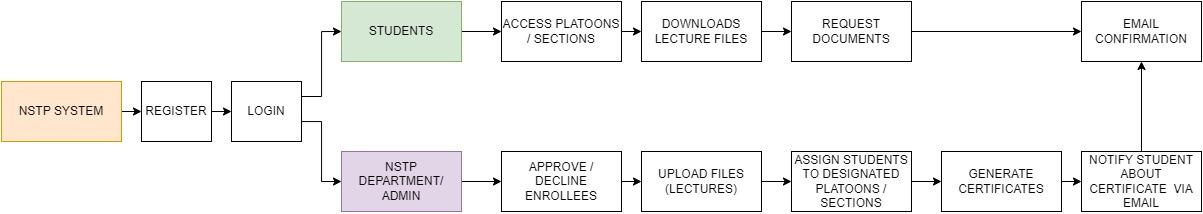 STUDENTS
ACCESS PLATOONS
/ SECTIONS
DOWNLOADS
LECTURE FILES
REQUEST
DOCUMENTS
EMAIL
CONFIRMATION
NSTP SYSTEM
REGISTER
LOGIN
NSTP
DEPARTMENT/
ADMIN
APPROVE /
DECLINE
ENROLLEES
UPLOAD FILES
(LECTURES)
ASSIGN STUDENTS
TO DESIGNATED
PLATOONS /
SECTIONS
GENERATE
CERTIFICATES
NOTIFY STUDENT
ABOUT
CERTIFICATE VIA
EMAIL